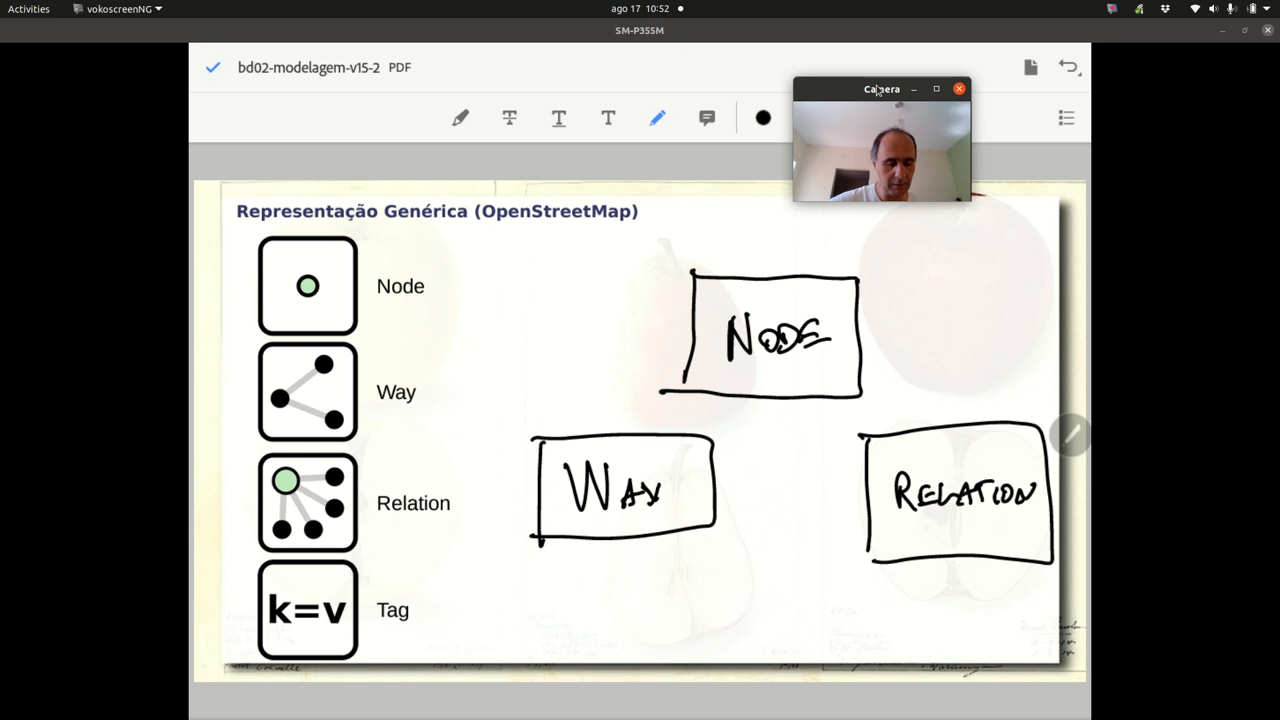 Activities vokoscreenNG ago 17 10:52
SM-P355M
bd02-modelagem-v15-2 PDF
Camera
Representação Genérica (OpenStreetMap)
Node
Way
Relation
k=v Tag
NODE
WAY
RELATION